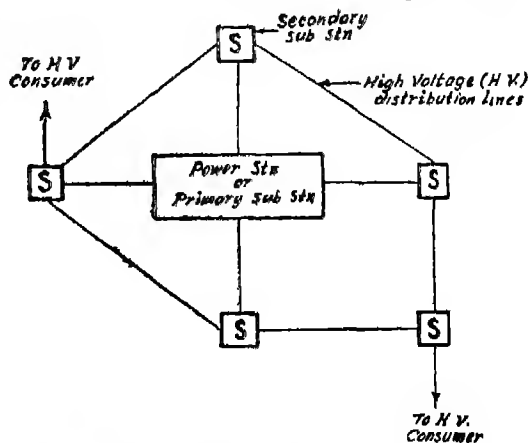 Secondary
sub stn
S
To H V
Consumer
High Voltage (H V.)
distribution lines
S
Power Stn
or
Primary Sub Stn
S
S
S
To H V.
Consumer